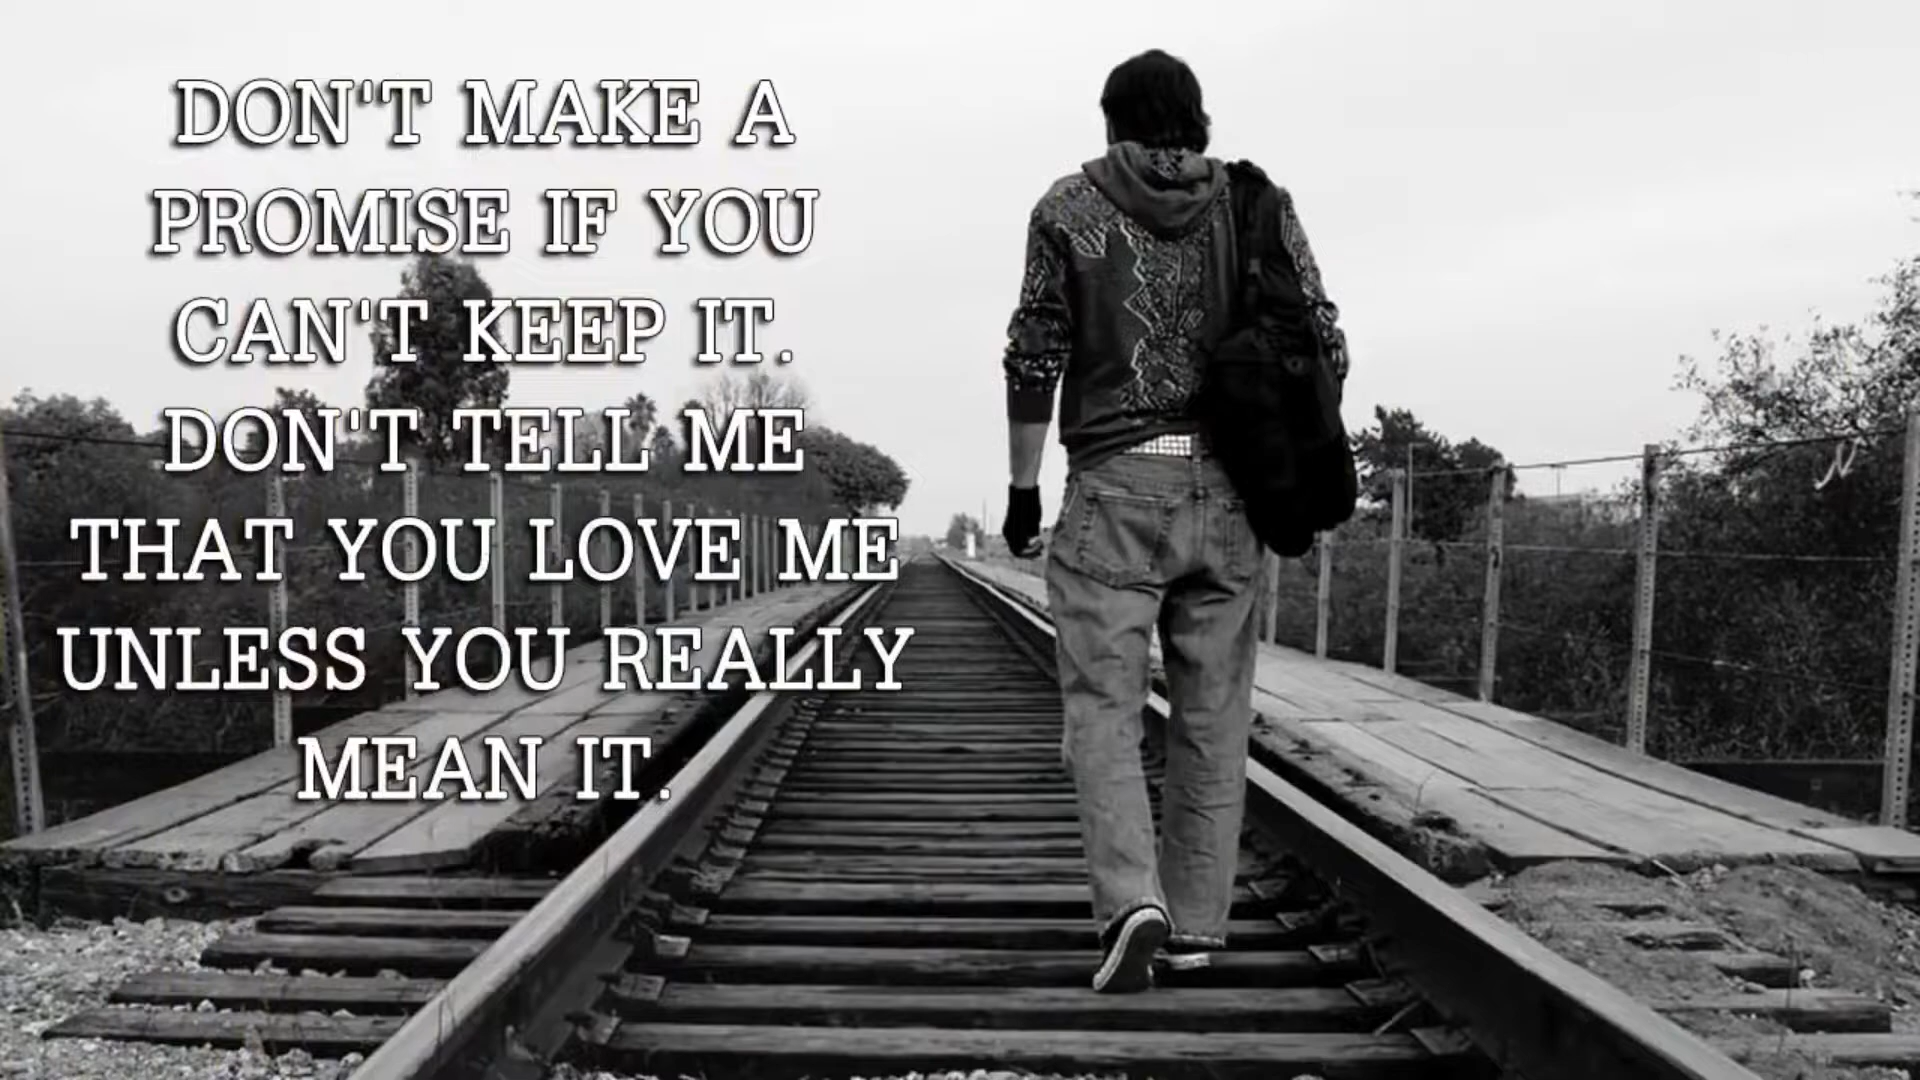 DON'T MAKE A
PROMISE IF YOU
CAN'T KEEP IT.
DON'T TELL ME
THAT YOU LOVE ME
UNLESS YOU REALLY
MEAN IT.